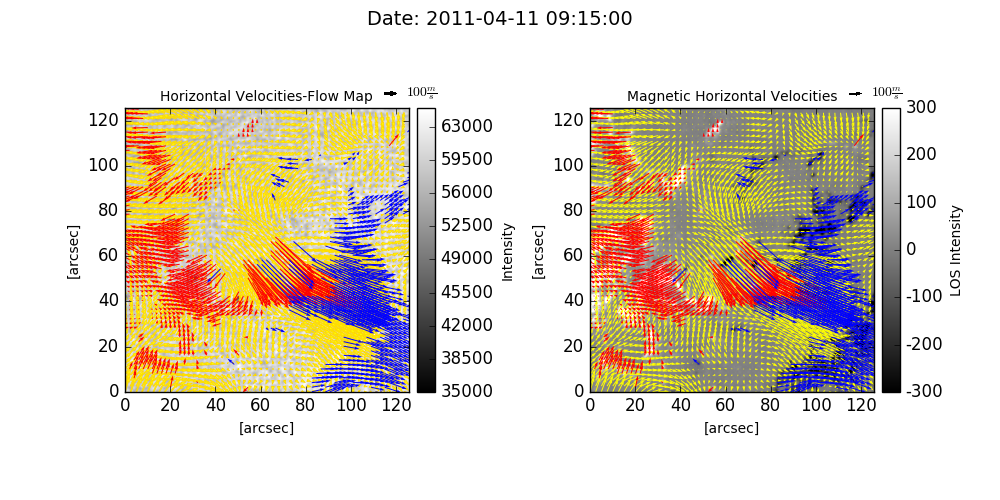 Date: 2011-04-11 09:15:00
Horizontal Velocities-Flow Map
100 m/s
120
100
80
60
40
20
0
[arcsec]
0 20 40 60 80 100 120
[arcsec]
63000
59500
56000
52500
49000
45500
42000
38500
35000
Intensity
Magnetic Horizontal Velocities
100 m/s
120
100
80
60
40
20
0
[arcsec]
0 20 40 60 80 100 120
[arcsec]
300
200
100
0
-100
-200
-300
LOS Intensity